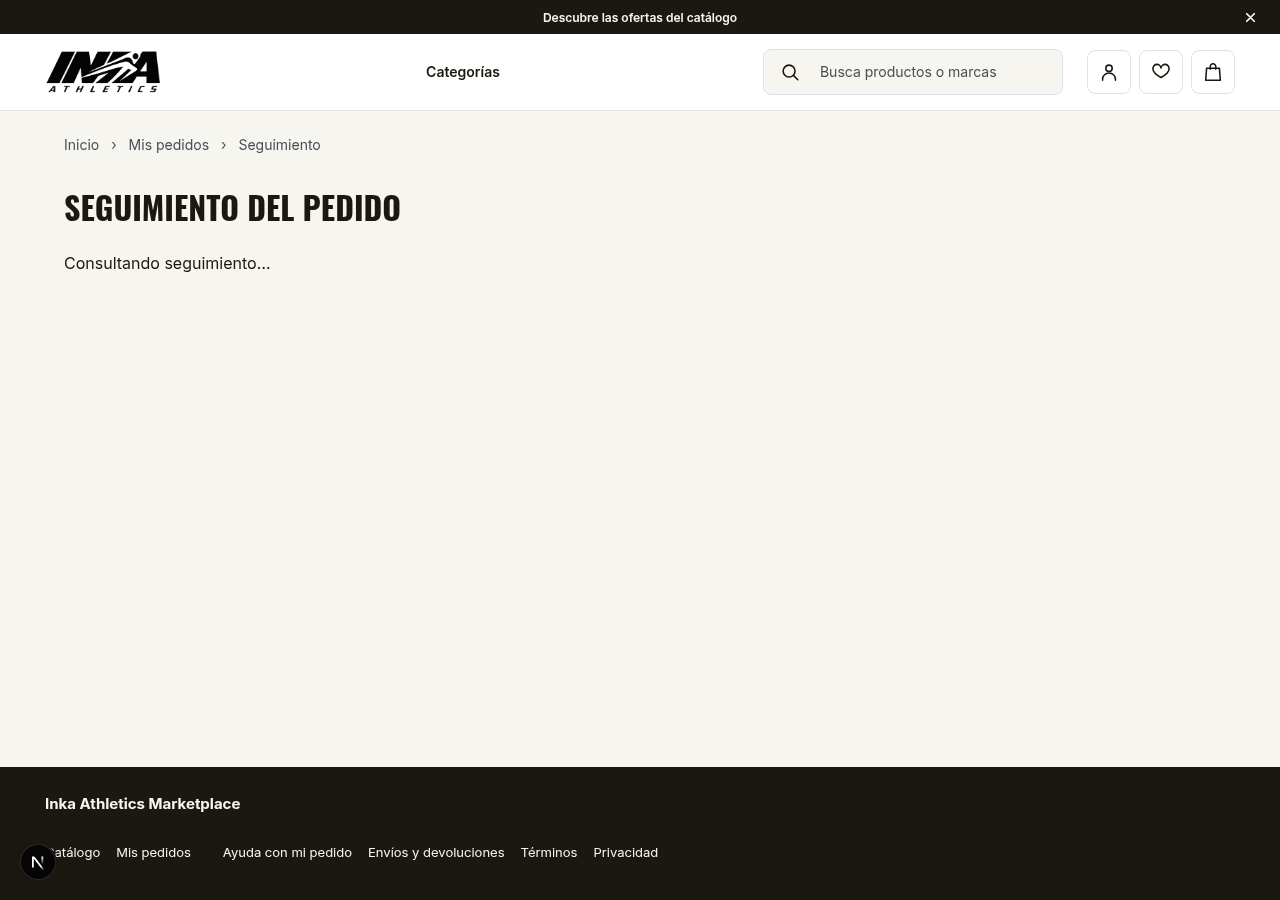 Descubre las ofertas del catálogo
INKA
ATHLETICS
Categorías
Busca productos o marcas
Inicio › Mis pedidos › Seguimiento
SEGUIMIENTO DEL PEDIDO
Consultando seguimiento...
Inka Athletics Marketplace
Catálogo Mis pedidos Ayuda con mi pedido Envíos y devoluciones Términos Privacidad
N